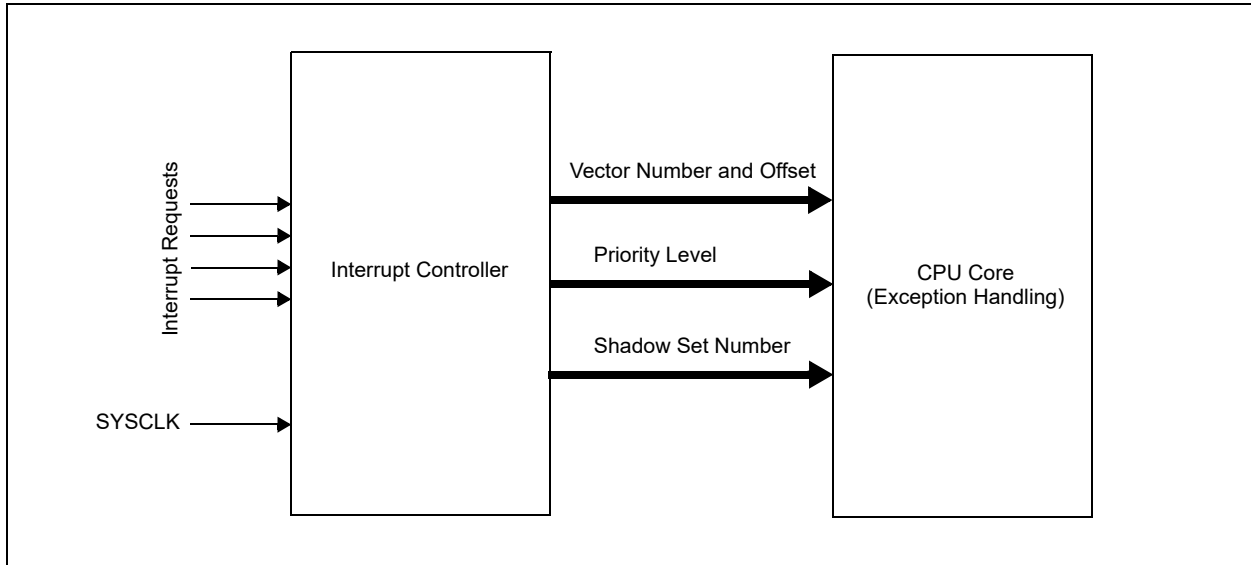 Interrupt Requests
SYSCLK
Interrupt Controller
Vector Number and Offset
Priority Level
Shadow Set Number
CPU Core
(Exception Handling)